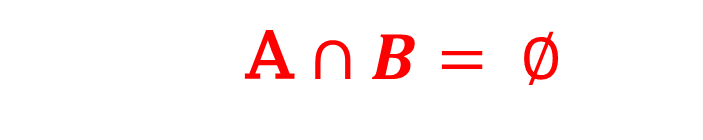 A ∩ B = ∅